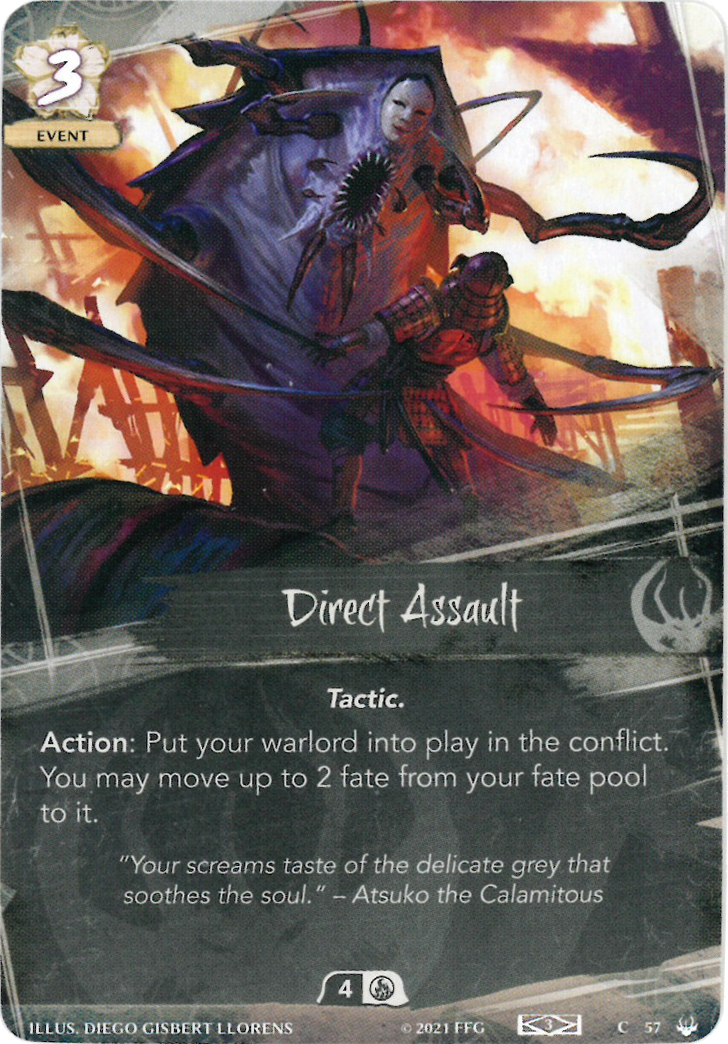 3
EVENT
Direct Assault
Tactic.
Action: Put your warlord into play in the conflict.
You may move up to 2 fate from your fate pool
to it.
"Your screams taste of the delicate grey that
soothes the soul." – Atsuko the Calamitous
4
ILLUS. DIEGO GISBERT LLORENS © 2021 FFG 3 C 57